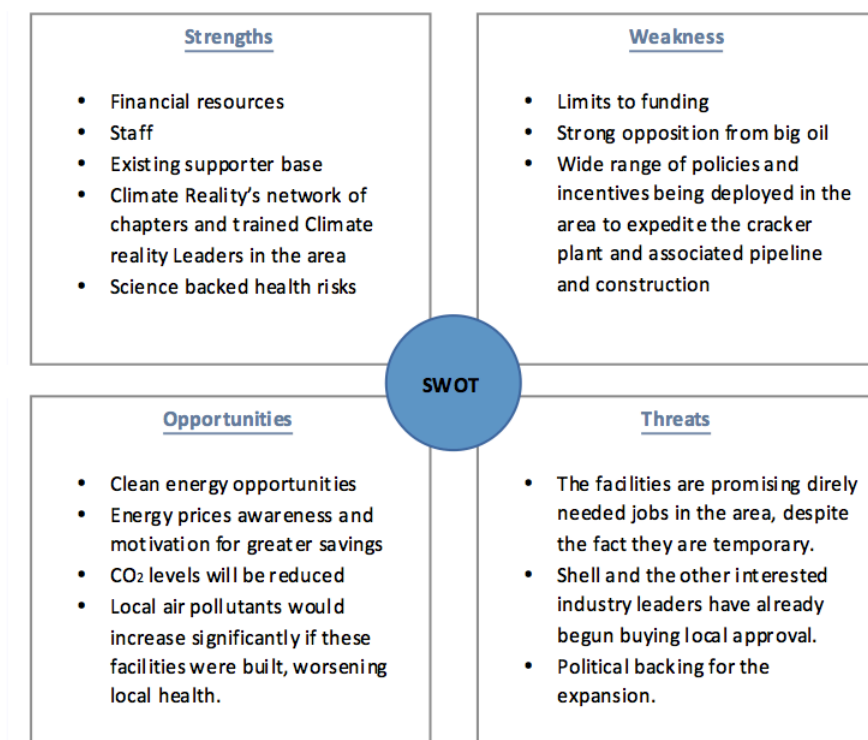 Strengths
• Financial resources
• Staff
• Existing supporter base
• Climate Reality's network of
chapters and trained Climate
reality Leaders in the area
• Science backed health risks
Weakness
• Limits to funding
• Strong opposition from big oil
• Wide range of policies and
incentives being deployed in the
area to expedite the cracker
plant and associated pipeline
and construction
SWOT
Opportunities
• Clean energy opportunities
• Energy prices awareness and
motivation for greater savings
• CO₂ levels will be reduced
• Local air pollutants would
increase significantly if these
facilities were built, worsening
local health.
Threats
• The facilities are promising direly
needed jobs in the area, despite
the fact they are temporary.
• Shell and the other interested
industry leaders have already
begun buying local approval.
• Political backing for the
expansion.